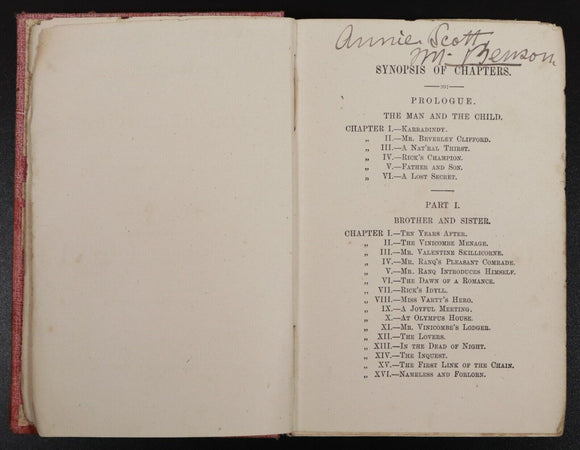 Annie Scott
M. Benson
SYNOPSIS OF CHAPTERS.
PROLOGUE.
THE MAN AND THE CHILD.
CHAPTER I.—KARRADINDY.
„ II.—MR. BEVERLEY CLIFFORD.
„ III.—A NAT'RAL THIRST.
„ IV.—RICK'S CHAMPION.
„ V.—FATHER AND SON.
„ VI.—A LOST SECRET.
PART I.
BROTHER AND SISTER.
CHAPTER I.—TEN YEARS AFTER.
„ II.—THE VINICOMBE MENAGE.
„ III.—MR. VALENTINE SKILLICORNE.
„ IV.—MR. RANQ'S PLEASANT COMRADE.
„ V.—MR. RANQ INTRODUCES HIMSELF.
„ VI.—THE DAWN OF A ROMANCE.
„ VII.—RICK'S IDYLL.
„ VIII.—MISS VARTY'S HERO.
„ IX.—A JOYFUL MEETING.
„ X.—AT OLYMPUS HOUSE.
„ XI.—MR. VINICOMBE'S LODGER.
„ XII.—THE LOVERS.
„ XIII.—IN THE DEAD OF NIGHT.
„ XIV.—THE INQUEST.
„ XV.—THE FIRST LINK OF THE CHAIN.
„ XVI.—NAMELESS AND FORLORN.